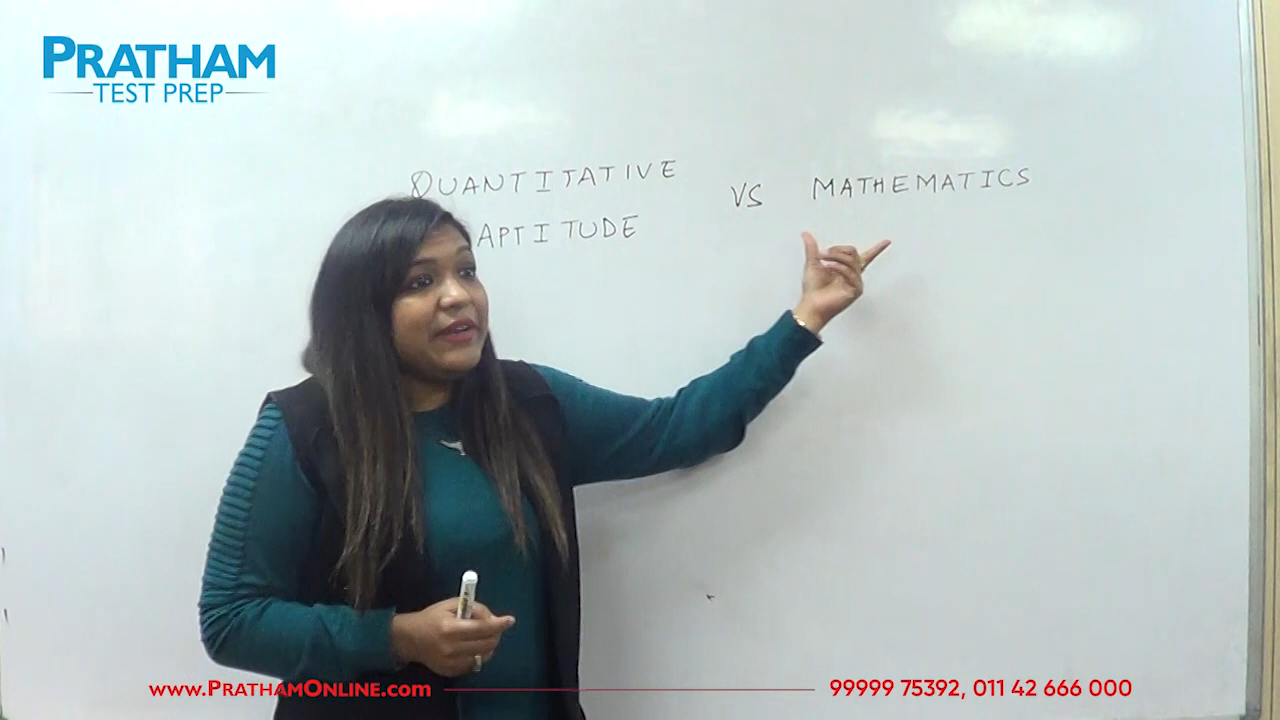 PRATHAM
TEST PREP
QUANTITATIVE
APTITUDE
VS
MATHEMATICS
www.PRATHAMONLINE.com
99999 75392, 011 42 666 000